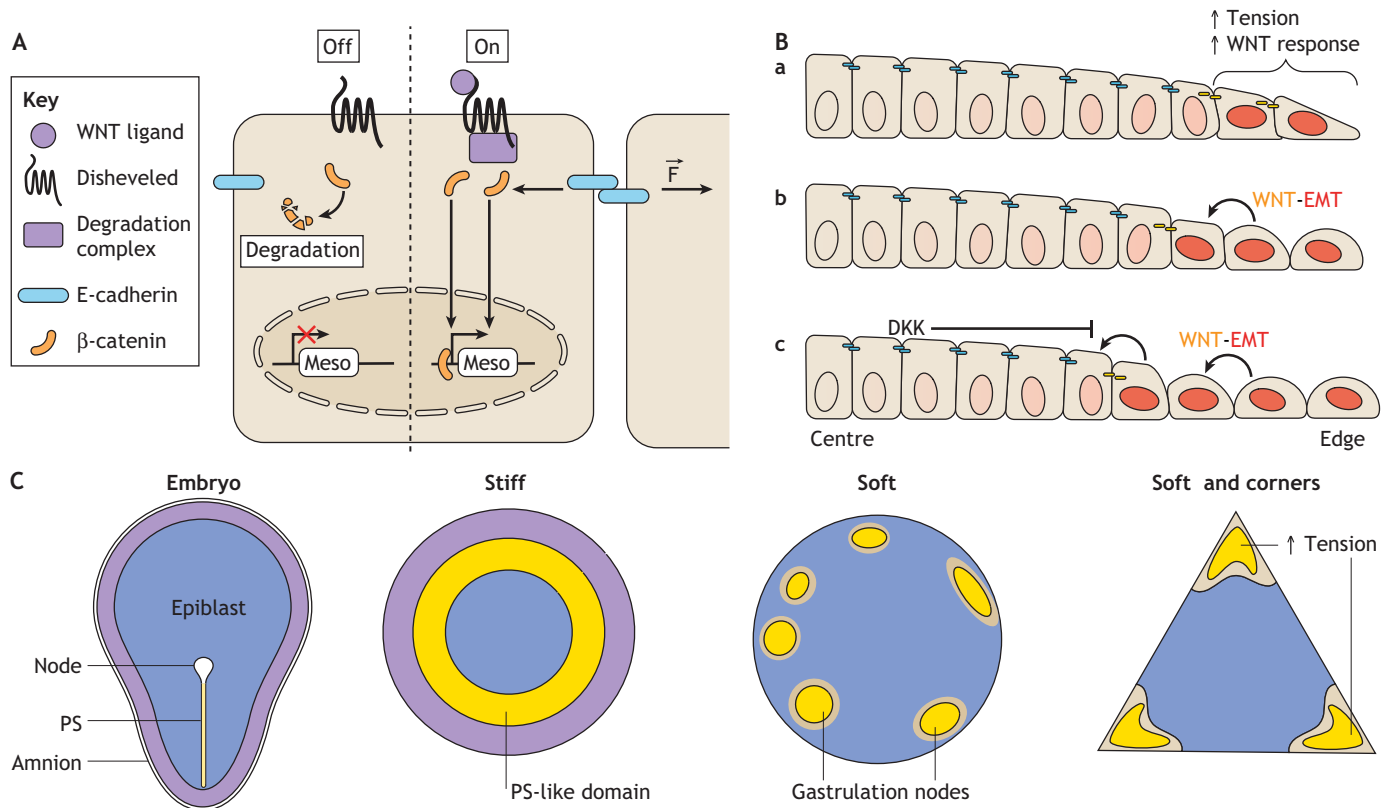 A
Off
On
Key
WNT ligand
Disheveled
Degradation
complex
E-cadherin
β-catenin
Degradation
F
Meso
Meso
B
↑ Tension
↑ WNT response
a
b
WNT-EMT
c
DKK
WNT-EMT
Centre
Edge
C
Embryo
Stiff
Soft
Soft and corners
Epiblast
↑ Tension
Node
PS
Amnion
PS-like domain
Gastrulation nodes